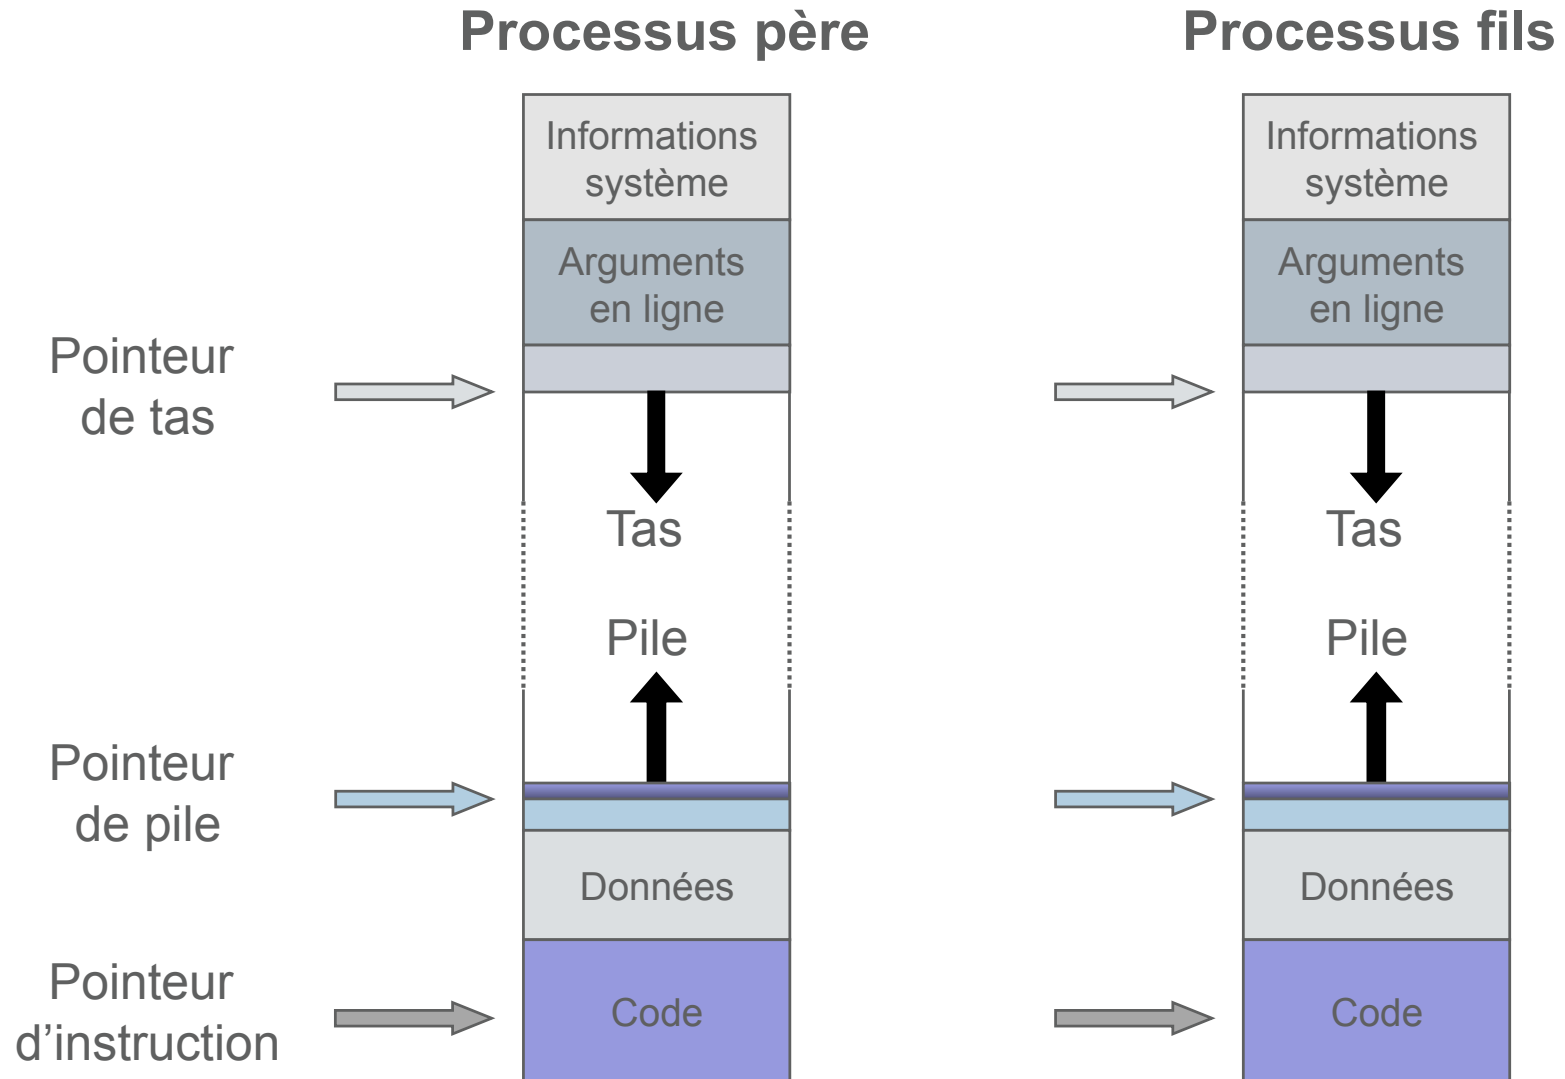 Processus père
Processus fils
Informations
système
Informations
système
Arguments
en ligne
Arguments
en ligne
Pointeur
de tas
Tas
Tas
Pile
Pile
Pointeur
de pile
Données
Données
Pointeur
d’instruction
Code
Code